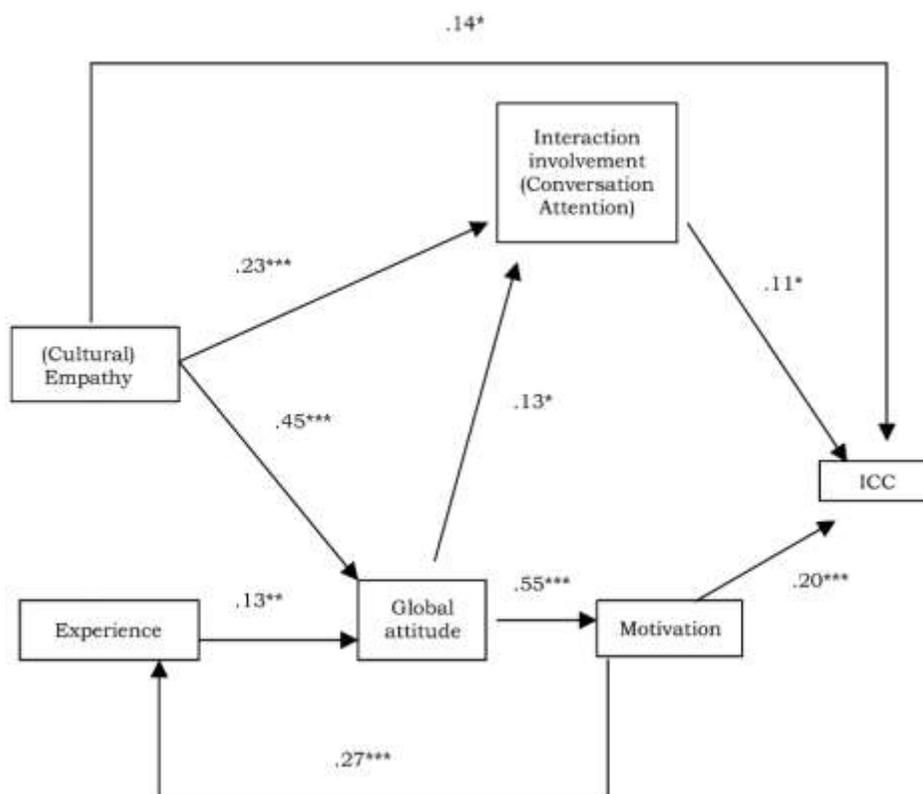 .14*
Interaction
involvement
(Conversation
Attention)
.23***
.11*
(Cultural)
Empathy
.13*
.45***
ICC
.55***
.20***
.13**
Global
attitude
Experience
Motivation
.27***